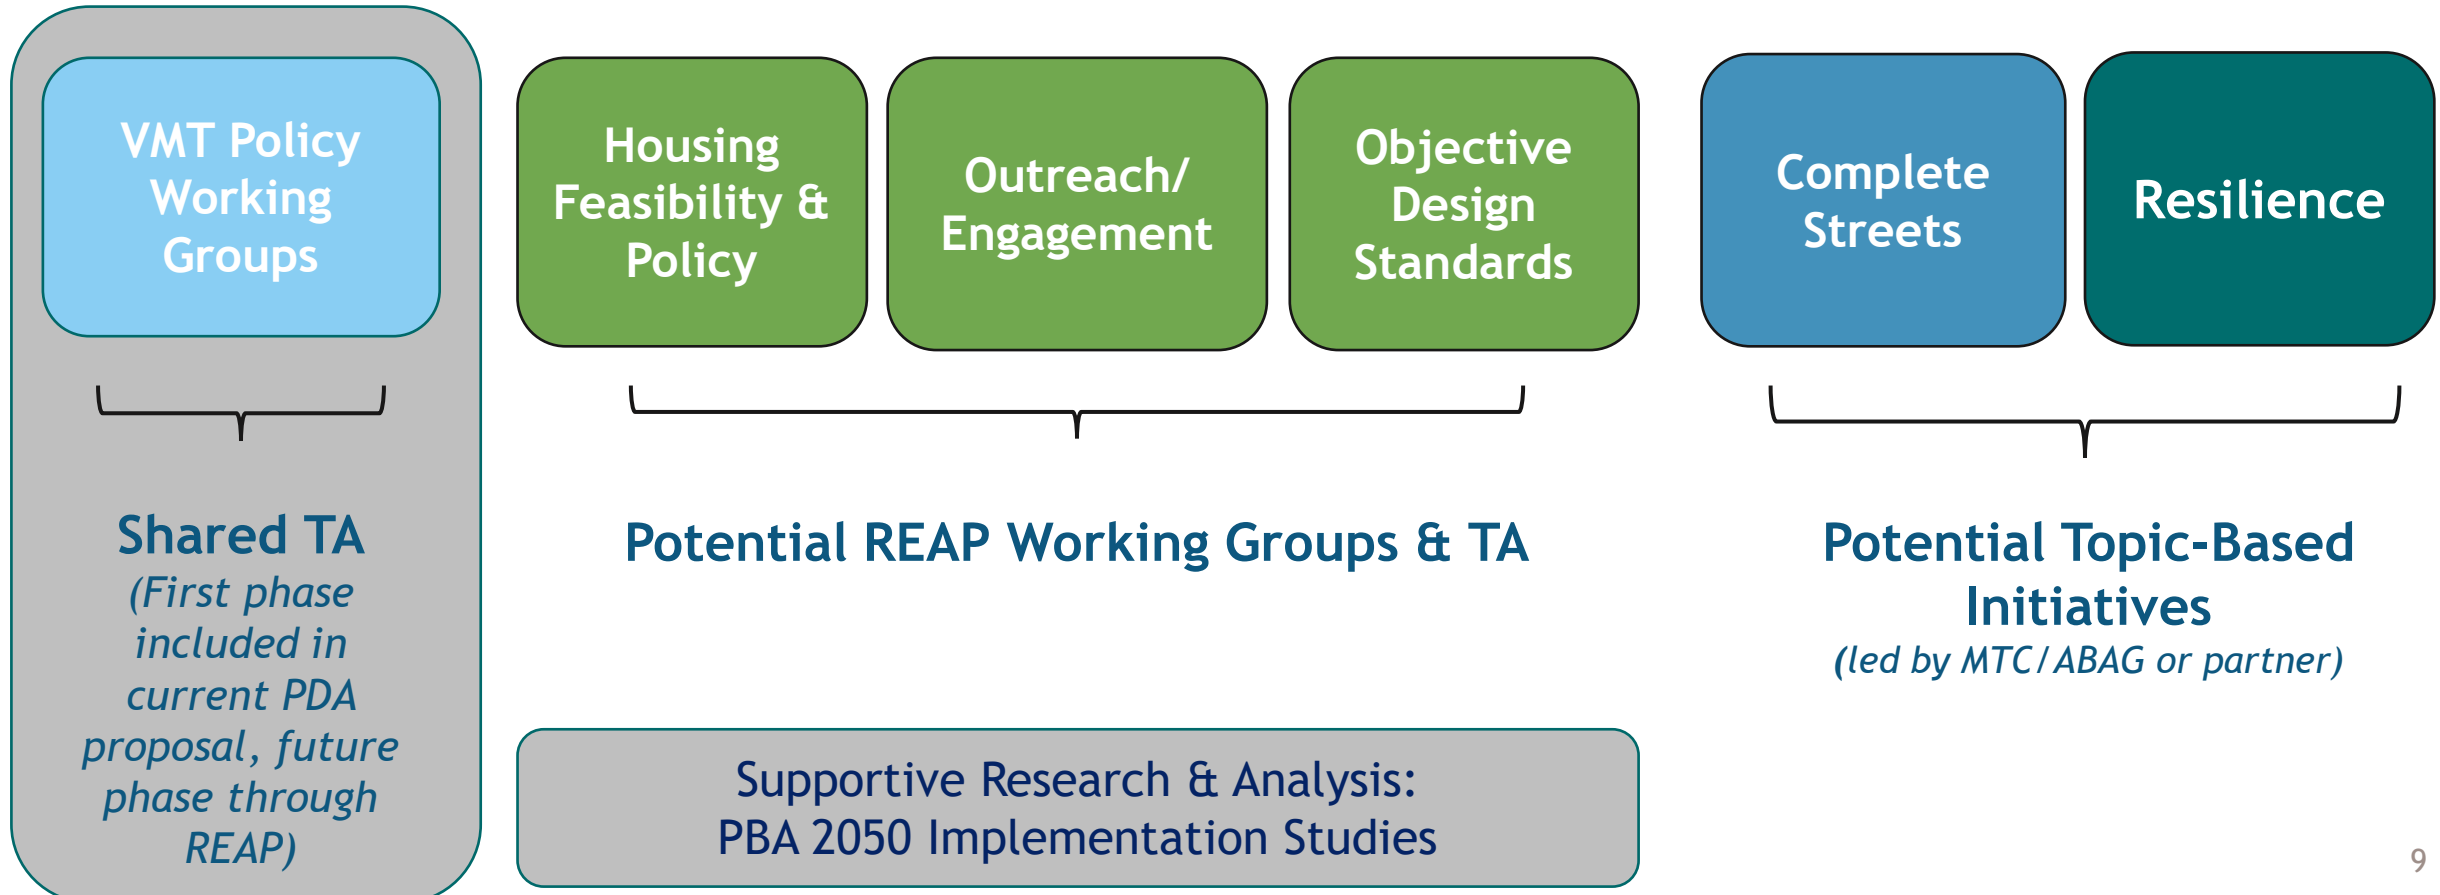 VMT Policy
Working
Groups
Housing
Feasibility &
Policy
Outreach/
Engagement
Objective
Design
Standards
Complete
Streets
Resilience
Shared TA
(First phase
included in
current PDA
proposal, future
phase through
REAP)
Potential REAP Working Groups & TA
Potential Topic-Based
Initiatives
(led by MTC/ABAG or partner)
Supportive Research & Analysis:
PBA 2050 Implementation Studies
9